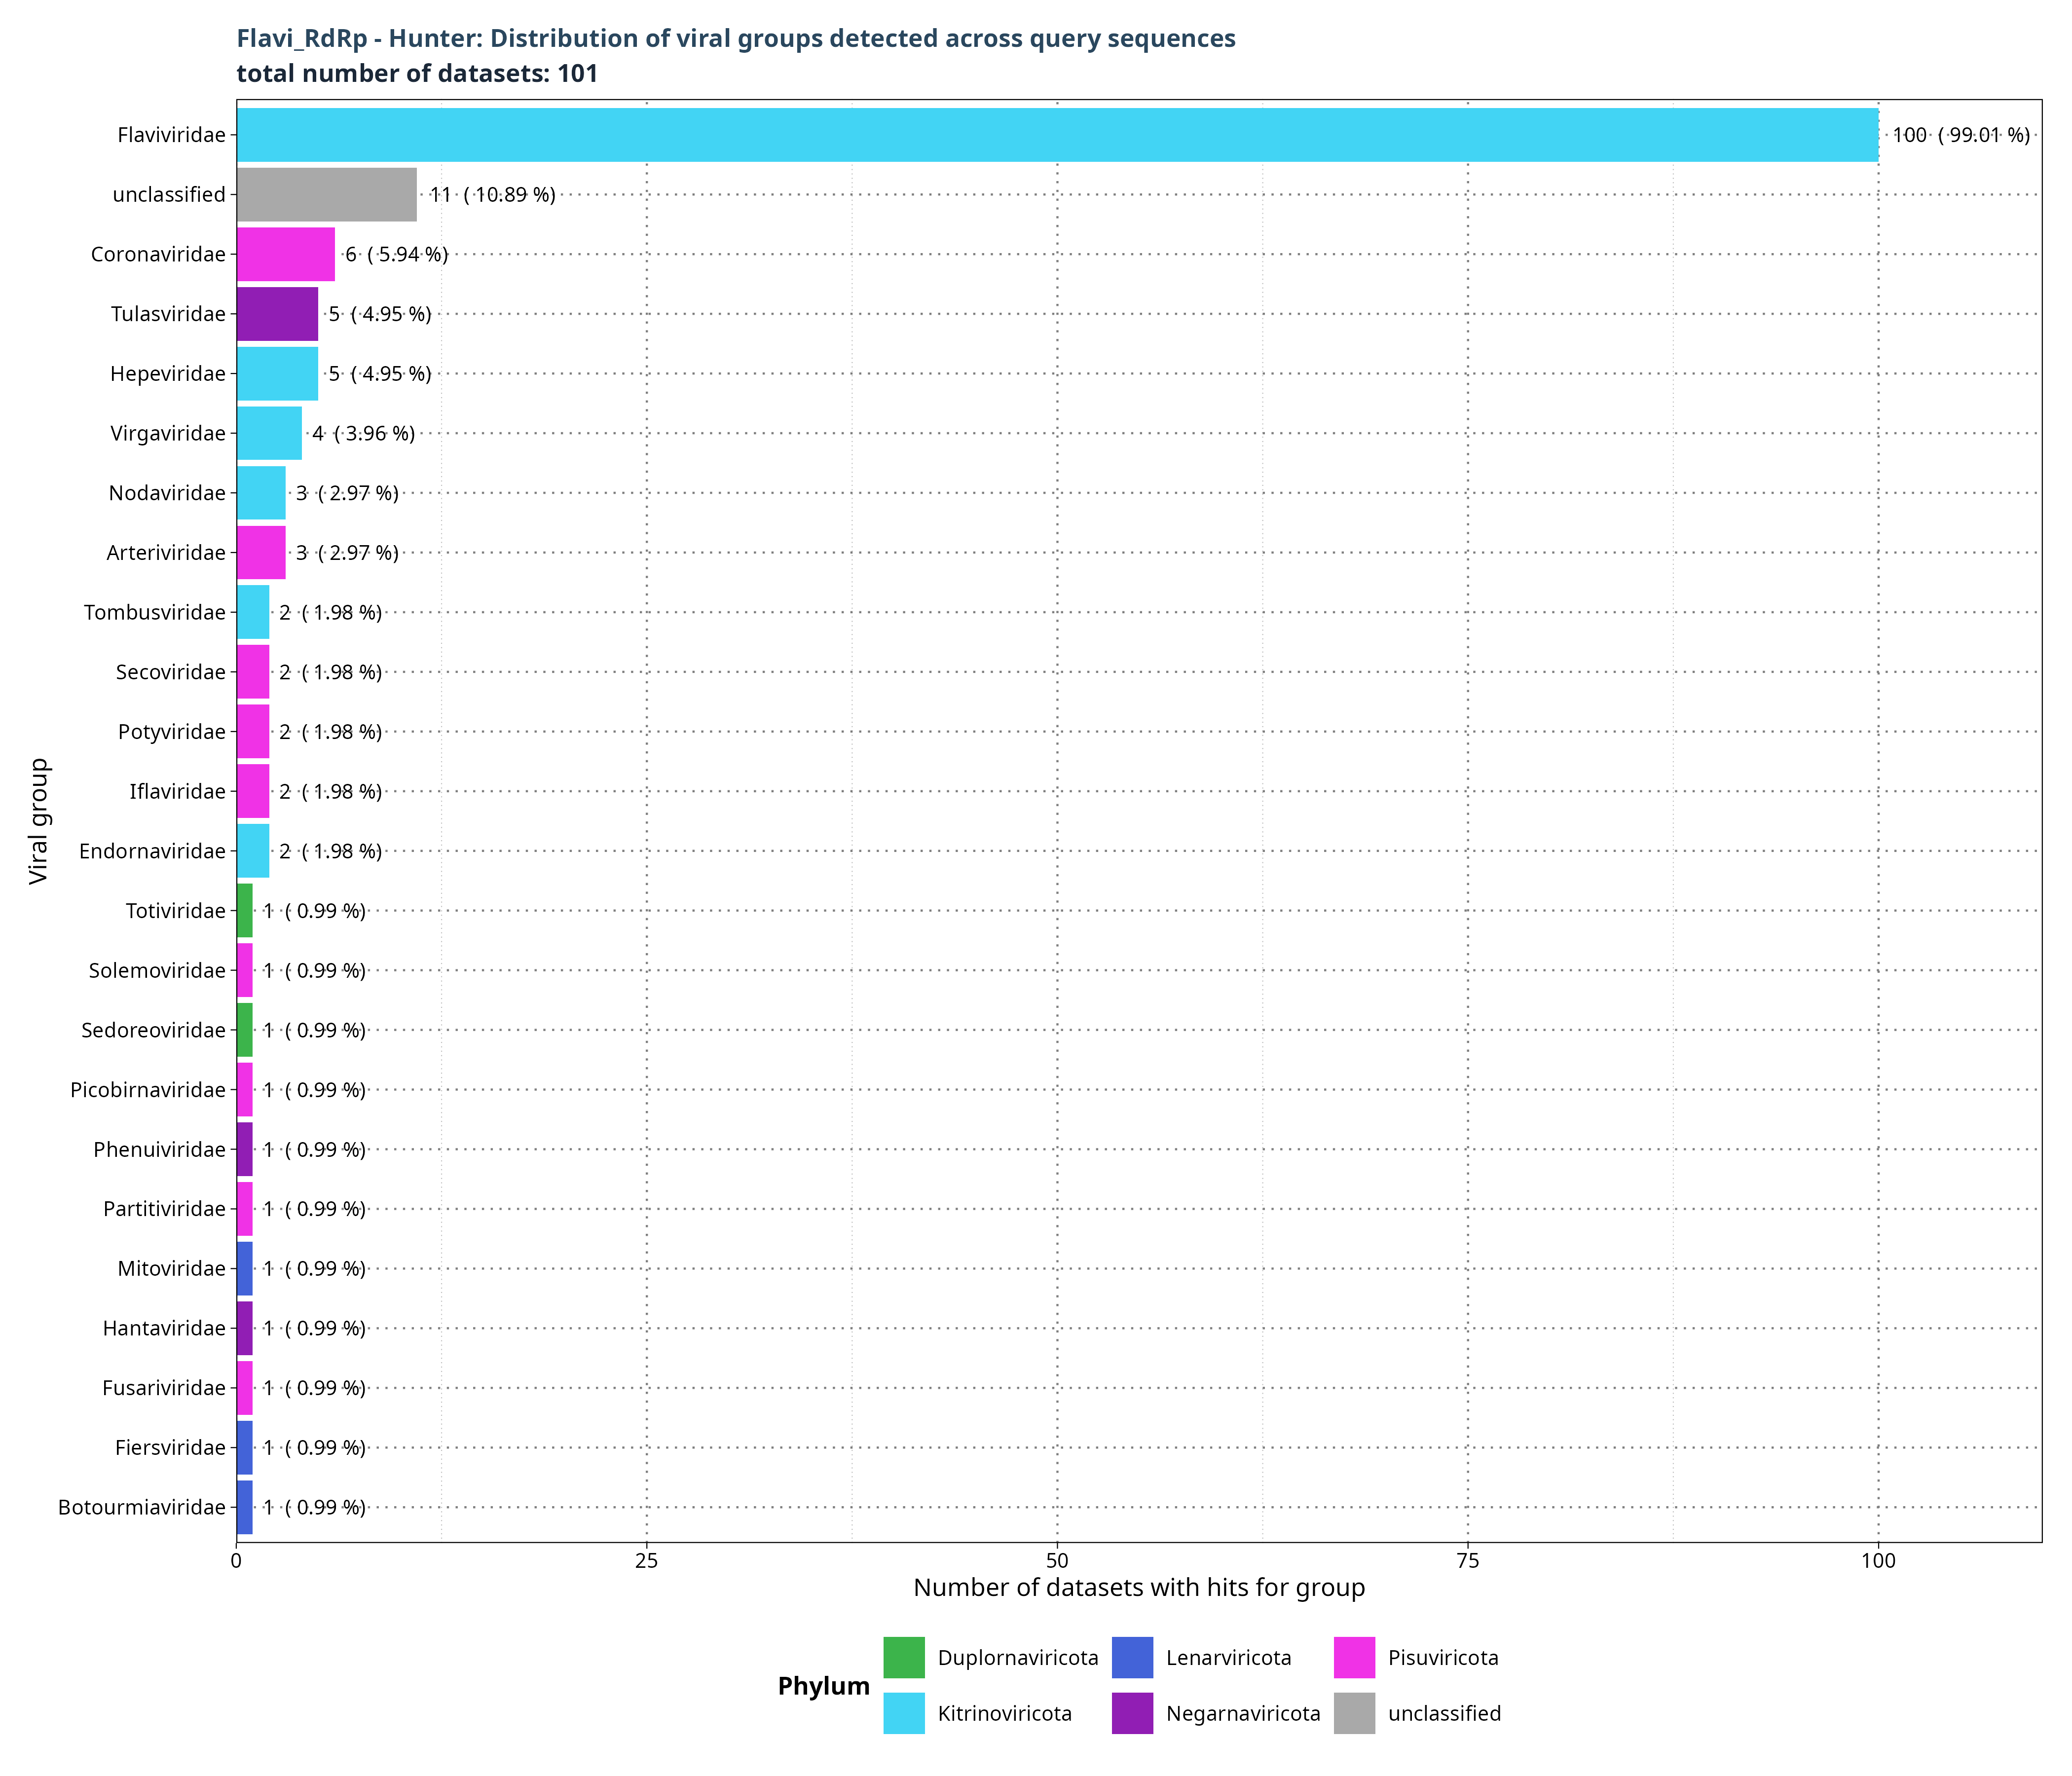 Flavi_RdRp - Hunter: Distribution of viral groups detected across query sequences
total number of datasets: 101
Viral group
Flaviviridae 100 ( 99.01 %)
unclassified 11 ( 10.89 %)
Coronaviridae 6 ( 5.94 %)
Tulasviridae 5 ( 4.95 %)
Hepeviridae 5 ( 4.95 %)
Virgaviridae 4 ( 3.96 %)
Nodaviridae 3 ( 2.97 %)
Arteriviridae 3 ( 2.97 %)
Tombusviridae 2 ( 1.98 %)
Secoviridae 2 ( 1.98 %)
Potyviridae 2 ( 1.98 %)
Iflaviridae 2 ( 1.98 %)
Endornaviridae 2 ( 1.98 %)
Totiviridae 1 ( 0.99 %)
Solemoviridae 1 ( 0.99 %)
Sedoreoviridae 1 ( 0.99 %)
Picobirnaviridae 1 ( 0.99 %)
Phenuiviridae 1 ( 0.99 %)
Partitiviridae 1 ( 0.99 %)
Mitoviridae 1 ( 0.99 %)
Hantaviridae 1 ( 0.99 %)
Fusariviridae 1 ( 0.99 %)
Fiersviridae 1 ( 0.99 %)
Botourmiaviridae 1 ( 0.99 %)
0 25 50 75 100
Number of datasets with hits for group
Phylum
Duplornaviricota Lenarviricota Pisuviricota
Kitrinoviricota Negarnaviricota unclassified